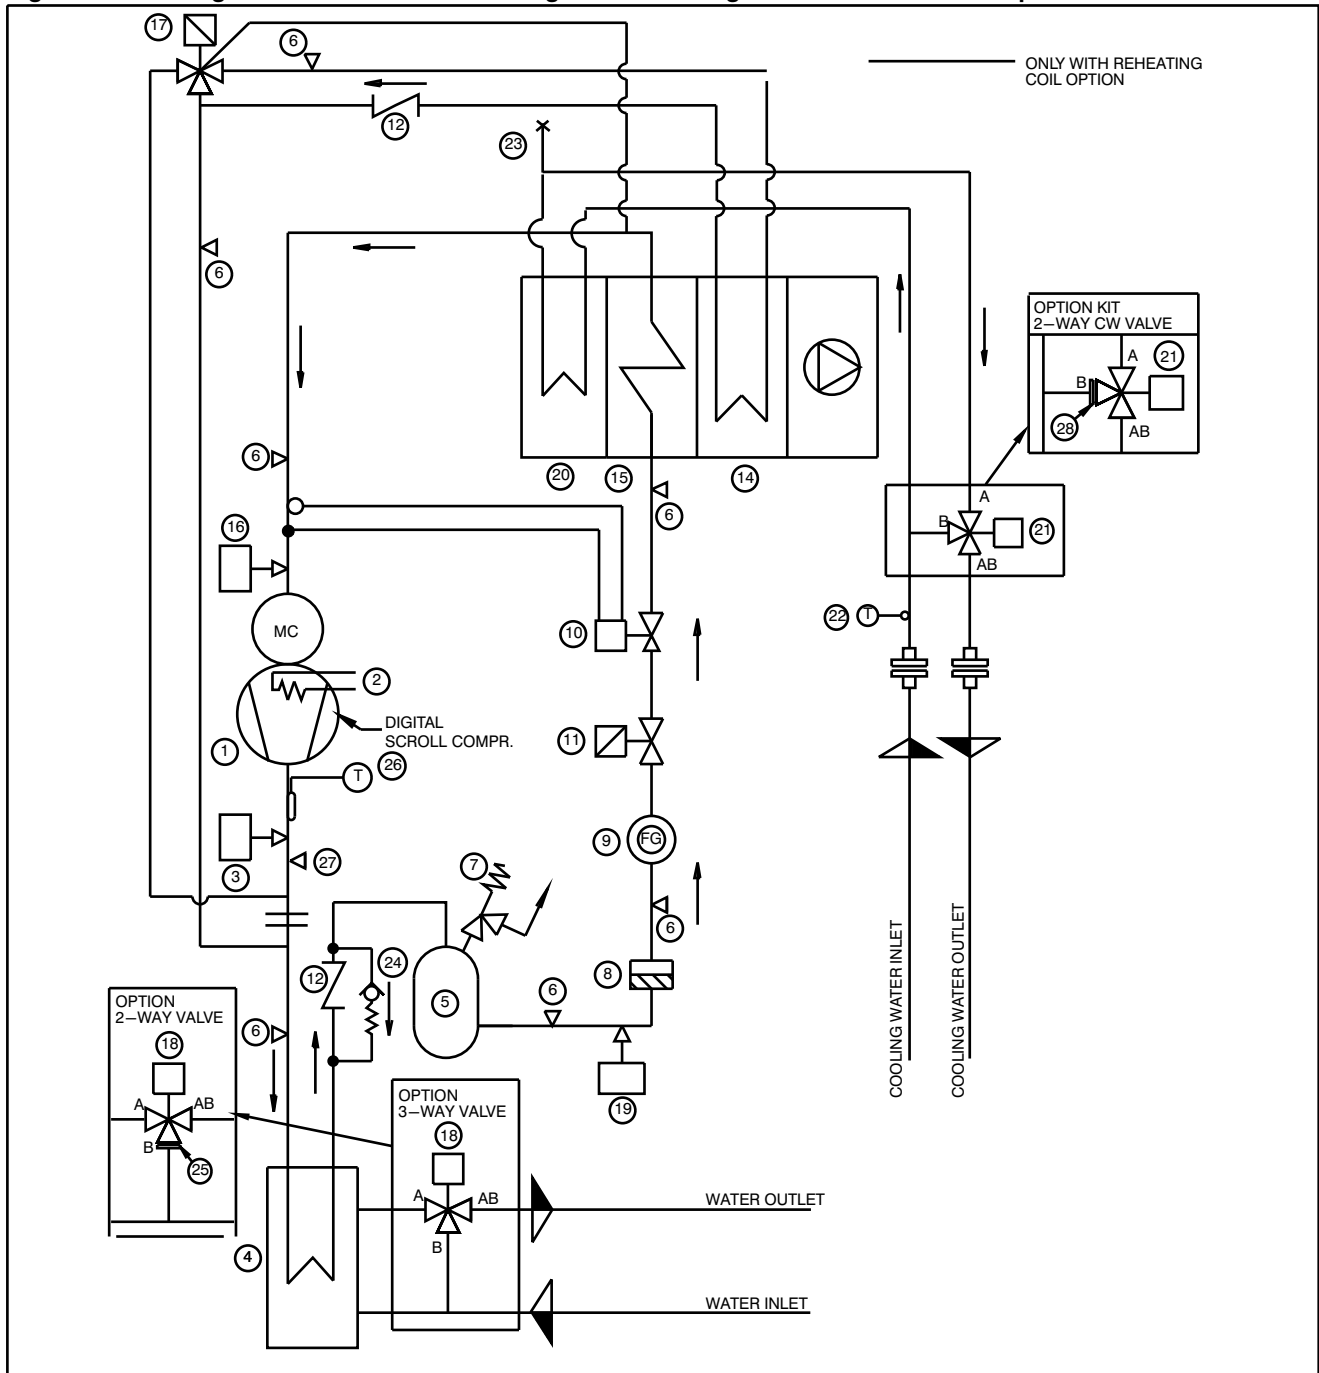 17
6
ONLY WITH REHEATING
COIL OPTION
12
23
6
OPTION KIT
2–WAY CW VALVE
A
21
B
28
AB
6
20
15
14
6
A
16
B
21
AB
MC
10
22
T
2
DIGITAL
SCROLL COMPR.
1
11
26
T
9
FG
3
27
7
6
COOLING WATER INLET
COOLING WATER OUTLET
24
12
8
5
6
OPTION
2–WAY VALVE
18
6
A
AB
B
25
OPTION
3–WAY VALVE
19
18
A
AB
WATER OUTLET
B
4
WATER INLET